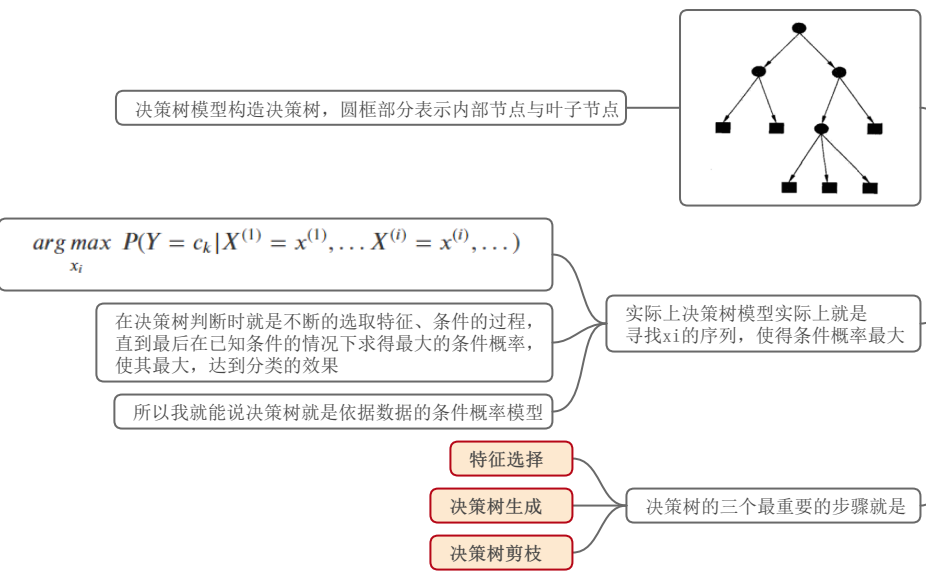 决策树模型构造决策树，圆框部分表示内部节点与叶子节点
arg max P(Y = c_k|X^(1) = x^(1), ... X^(i) = x^(i), ...)
x_i
在决策树判断时就是不断的选取特征、条件的过程，
直到最后在已知条件的情况下求得最大的条件概率，
使其最大，达到分类的效果
实际上决策树模型实际上就是
寻找xi的序列，使得条件概率最大
所以我就能说决策树就是依据数据的条件概率模型
特征选择
决策树生成
决策树的三个最重要的步骤就是
决策树剪枝